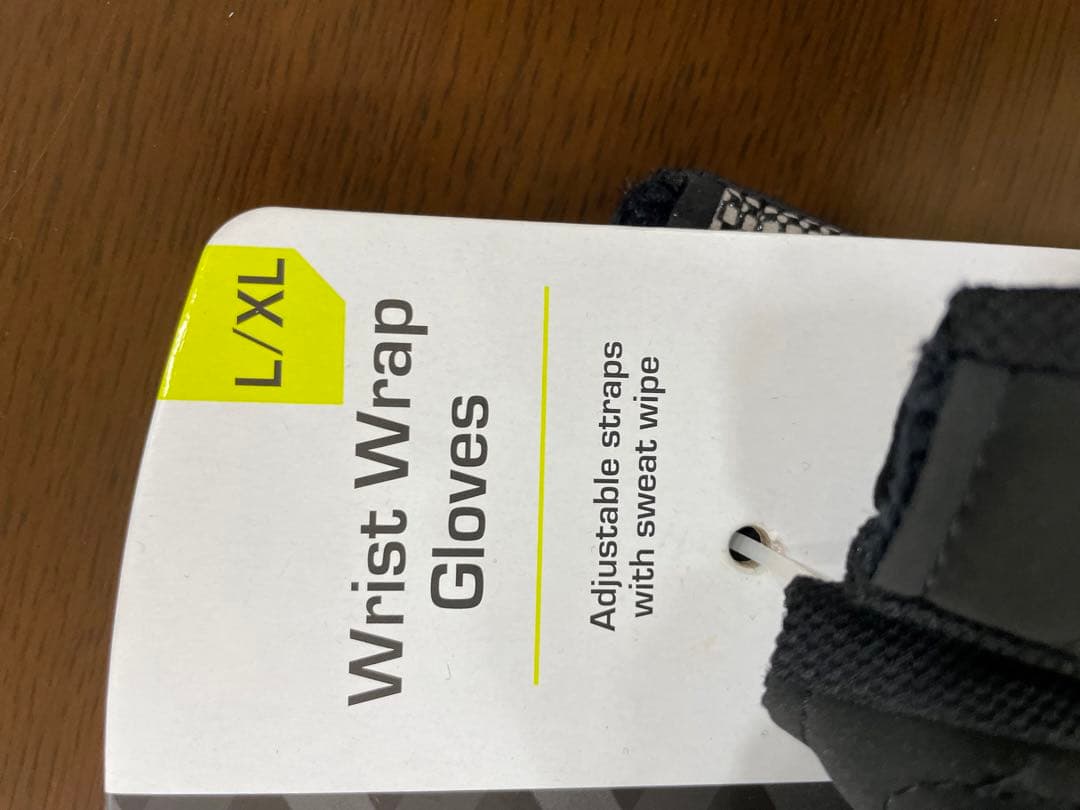 L/XL
Wrist Wrap
Gloves
Adjustable straps
with sweat wipe